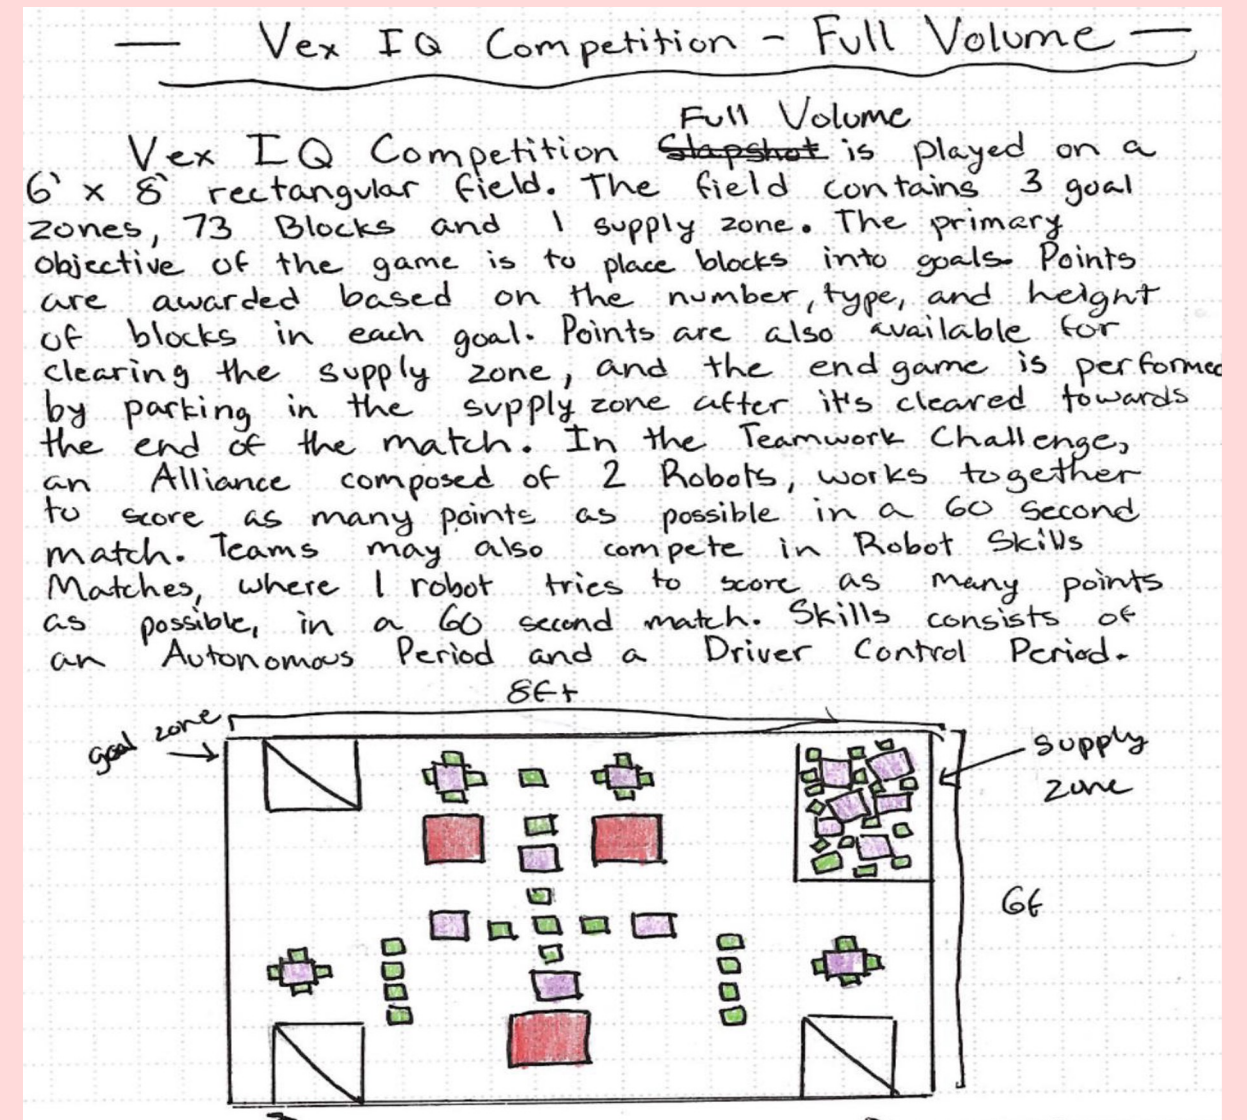 — Vex IQ Competition - Full Volume —
Full Volume
Vex IQ Competition Slapshot is played on a
6' x 8' rectangular field. The field contains 3 goal
zones, 73 Blocks and 1 supply zone. The primary
objective of the game is to place blocks into goals. Points
are awarded based on the number, type, and height
of blocks in each goal. Points are also available for
clearing the supply zone, and the end game is performed
by parking in the supply zone after it's cleared towards
the end of the match. In the Teamwork Challenge,
an Alliance composed of 2 Robots, works together
to score as many points as possible in a 60 second
match. Teams may also compete in Robot Skills
Matches, where 1 robot tries to score as many points
as possible, in a 60 second match. Skills consists of
an Autonomous Period and a Driver Control Period.
8ft
goal zone
supply
zone
6f